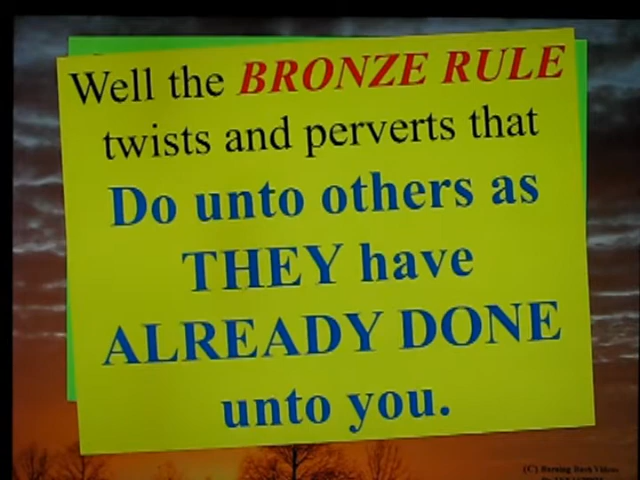 Well the BRONZE RULE
twists and perverts that
Do unto others as
THEY have
ALREADY DONE
unto you.
(C) Burning Bush Videos